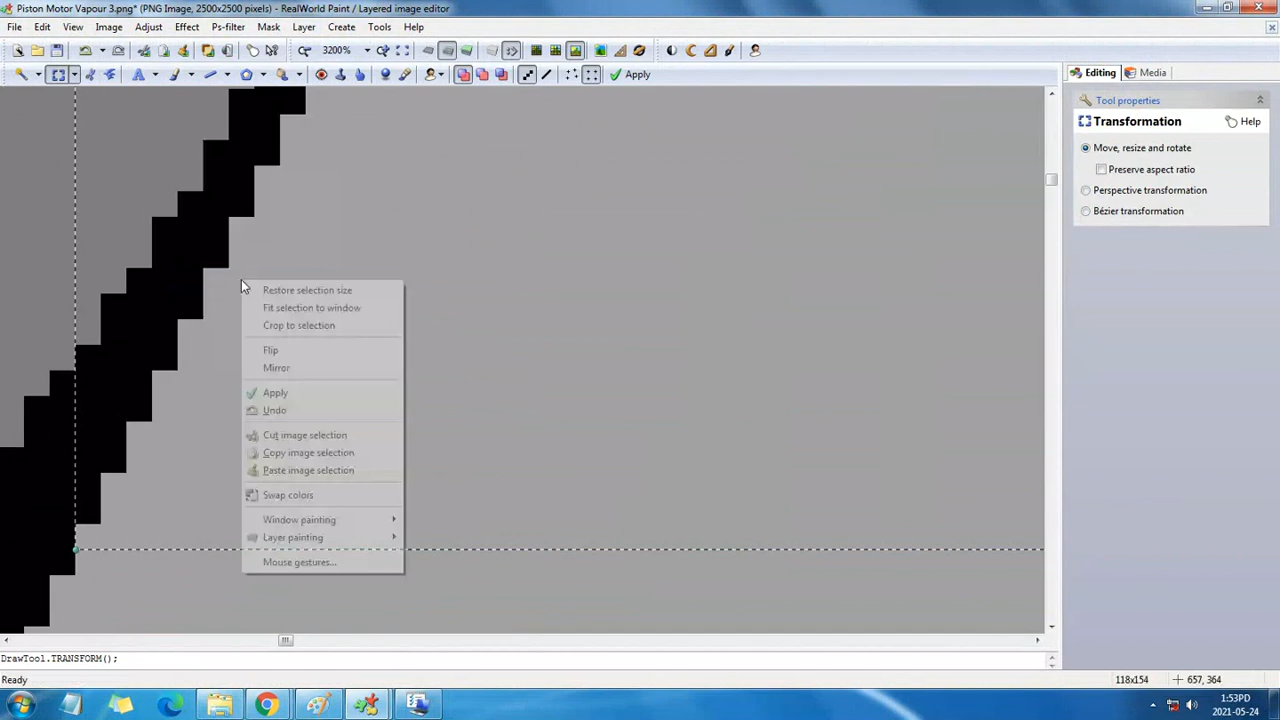 Piston Motor Vapour 3.png* (PNG Image, 2500x2500 pixels) - RealWorld Paint / Layered image editor
File Edit View Image Adjust Effect Ps-filter Mask Layer Create Tools Help
3200%
Apply
Editing Media
Tool properties
Transformation Help
Move, resize and rotate
Preserve aspect ratio
Perspective transformation
Bézier transformation
Restore selection size
Fit selection to window
Crop to selection
Flip
Mirror
Apply
Undo
Cut image selection
Copy image selection
Paste image selection
Swap colors
Window painting
Layer painting
Mouse gestures...
DrawTool.TRANSFORM();
Ready
118x154
657, 364
1:53PD
2021-05-24